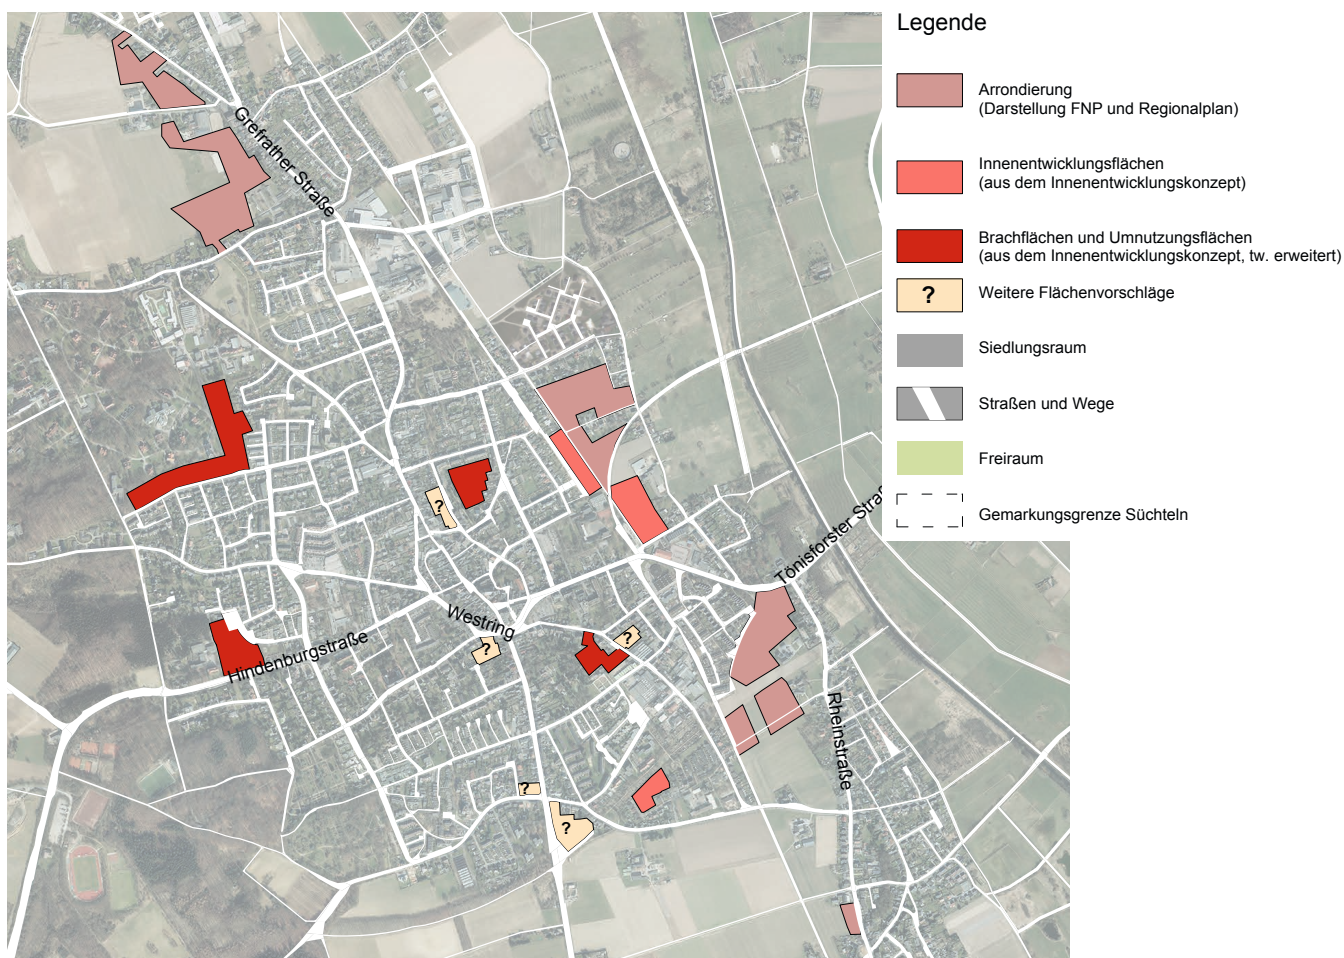 Legende
Arrondierung
(Darstellung FNP und Regionalplan)
Innenentwicklungsflächen
(aus dem Innenentwicklungskonzept)
Brachflächen und Umnutzungsflächen
(aus dem Innenentwicklungskonzept, tw. erweitert)
?
Weitere Flächenvorschläge
Siedlungsraum
Straßen und Wege
Freiraum
Gemarkungsgrenze Süchteln
Grefrather Straße
?
Tönisforster Straß
Westring
?
?
Hindenburgstraße
Rheinstraße
?
?